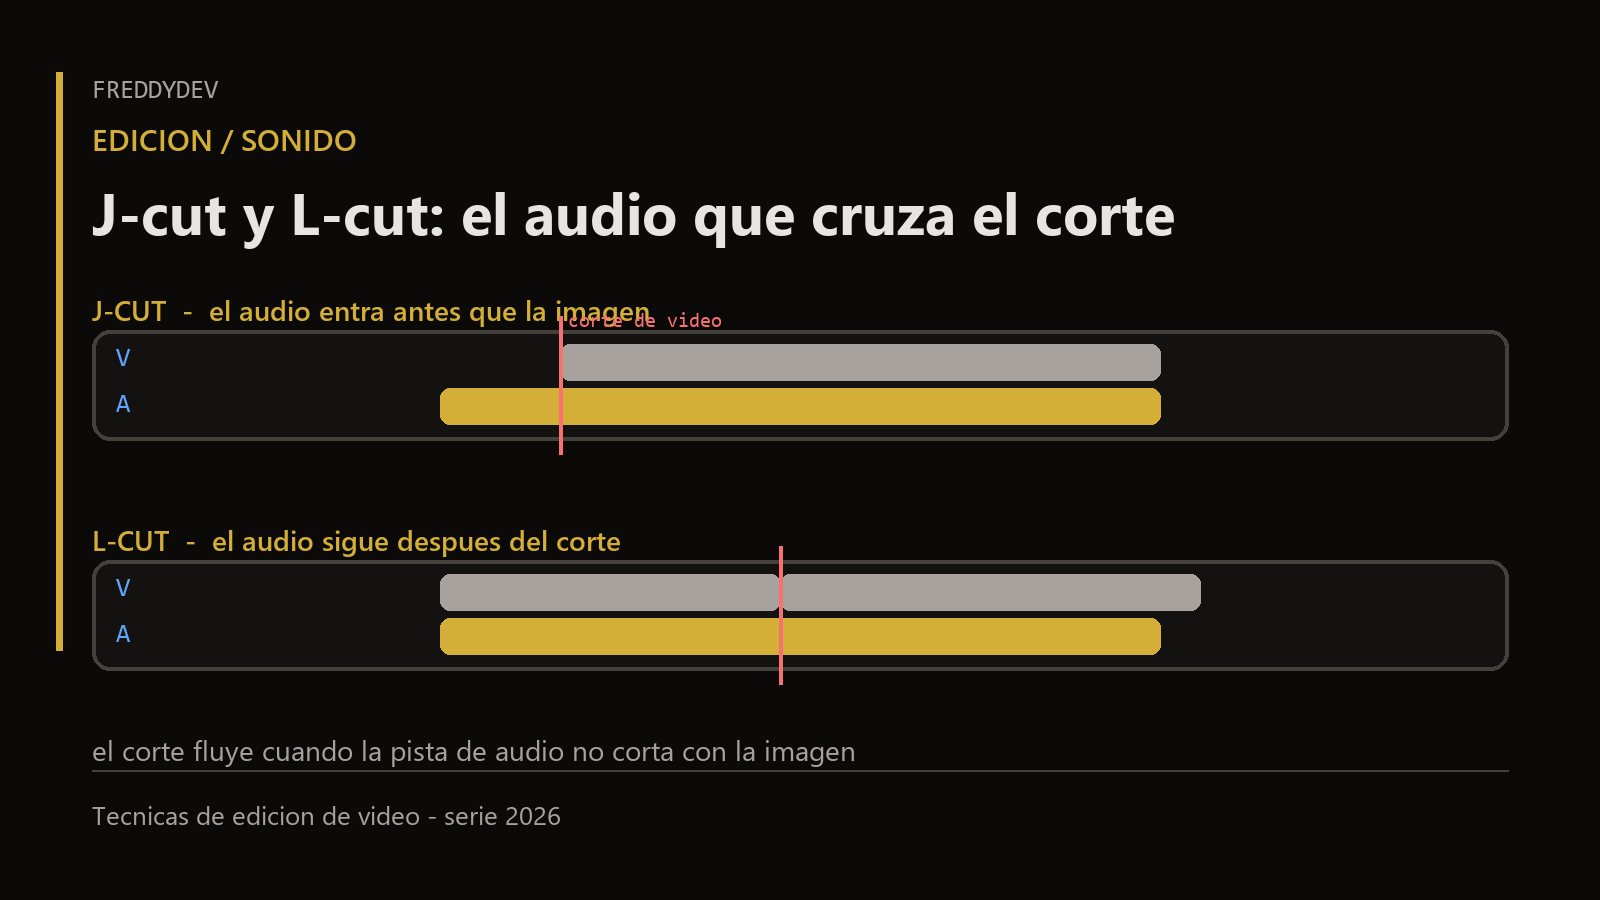 FREDDYDEV
EDICION / SONIDO
J-cut y L-cut: el audio que cruza el corte
J-CUT - el audio entra antes que la imagen
corte de video
V
A
L-CUT - el audio sigue despues del corte
V
A
el corte fluye cuando la pista de audio no corta con la imagen
Tecnicas de edicion de video - serie 2026